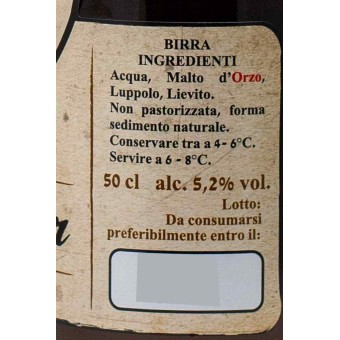 BIRRA
INGREDIENTI
Acqua, Malto d'Orzo,
Luppolo, Lievito.
Non pastorizzata, forma
sedimento naturale.
Conservare tra a 4 - 6°C.
Servire a 6 - 8°C.
50 cl alc. 5,2% vol.
Lotto:
Da consumarsi
preferibilmente entro il: